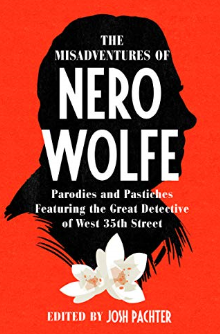 THE
MISADVENTURES OF
NERO
WOLFE
Parodies and Pastiches
Featuring the Great Detective
of West 35th Street
EDITED BY JOSH PACHTER